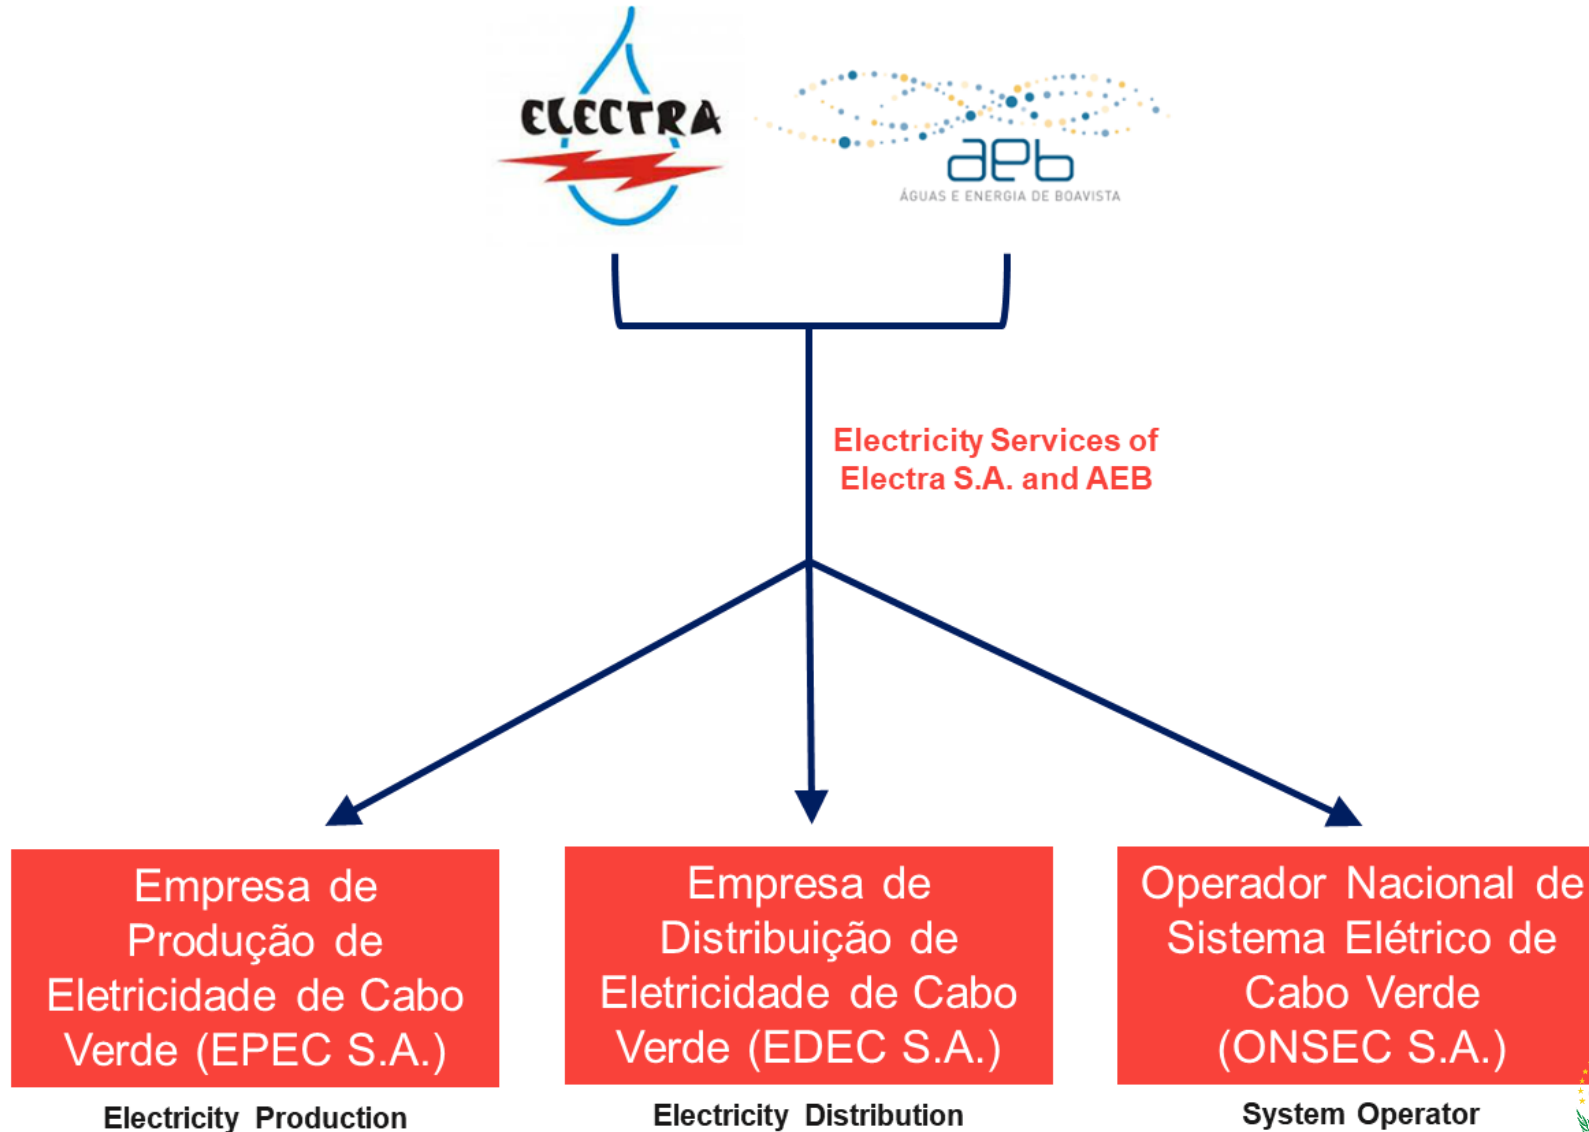 ELECTRA
aeb
ÁGUAS E ENERGIA DE BOAVISTA
Electricity Services of
Electra S.A. and AEB
Empresa de
Produção de
Eletricidade de Cabo
Verde (EPEC S.A.)
Electricity Production
Empresa de
Distribuição de
Eletricidade de Cabo
Verde (EDEC S.A.)
Electricity Distribution
Operador Nacional de
Sistema Elétrico de
Cabo Verde
(ONSEC S.A.)
System Operator